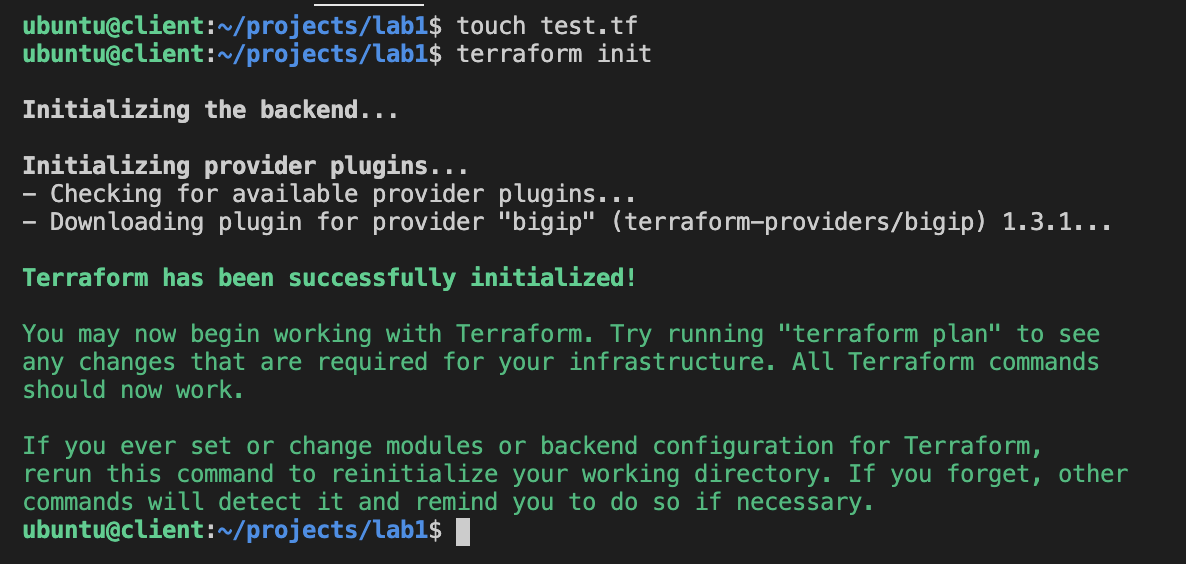 ubuntu@client:~/projects/lab1$ touch test.tf
ubuntu@client:~/projects/lab1$ terraform init
Initializing the backend...
Initializing provider plugins...
- Checking for available provider plugins...
- Downloading plugin for provider "bigip" (terraform-providers/bigip) 1.3.1...
Terraform has been successfully initialized!
You may now begin working with Terraform. Try running "terraform plan" to see
any changes that are required for your infrastructure. All Terraform commands
should now work.
If you ever set or change modules or backend configuration for Terraform,
rerun this command to reinitialize your working directory. If you forget, other
commands will detect it and remind you to do so if necessary.
ubuntu@client:~/projects/lab1$